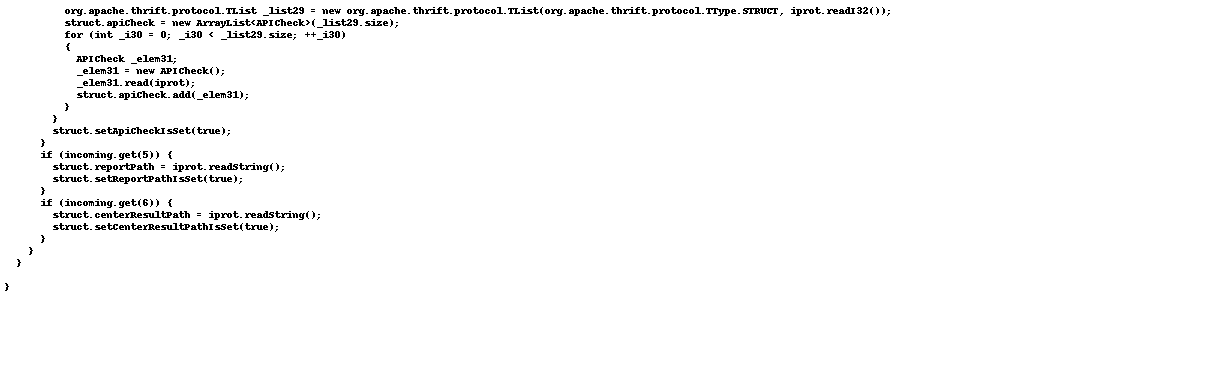 org.apache.thrift.protocol.TList _list29 = new org.apache.thrift.protocol.TList(org.apache.thrift.protocol.TType.STRUCT, iprot.readI32());
          struct.apiCheck = new ArrayList<APICheck>(_list29.size);
          for (int _i30 = 0; _i30 < _list29.size; ++_i30)
          {
            APICheck _elem31;
            _elem31 = new APICheck();
            _elem31.read(iprot);
            struct.apiCheck.add(_elem31);
          }
        }
        struct.setApiCheckIsSet(true);
      }
      if (incoming.get(5)) {
        struct.reportPath = iprot.readString();
        struct.setReportPathIsSet(true);
      }
      if (incoming.get(6)) {
        struct.centerResultPath = iprot.readString();
        struct.setCenterResultPathIsSet(true);
      }
    }
  }

}